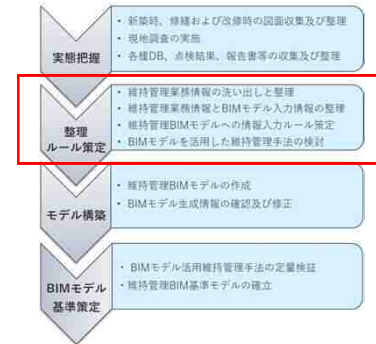 実態把握
・ 新築時、修繕および改修時の図面収集及び整理
・ 現地調査の実施
・ 各種DB、点検結果、報告書等の収集及び整理
整理
ルール策定
・ 維持管理業務情報の洗い出しと整理
・ 維持管理業務情報とBIMモデル入力情報の整理
・ 維持管理BIMモデルへの情報入力ルール策定
・ BIMモデルを活用した維持管理手法の検討
モデル構築
・ 維持管理BIMモデルの作成
・ BIMモデル生成情報の確認及び修正
BIMモデル
基準策定
・ BIMモデル活用維持管理手法の定量検証
・維持管理BIM基準モデルの確立